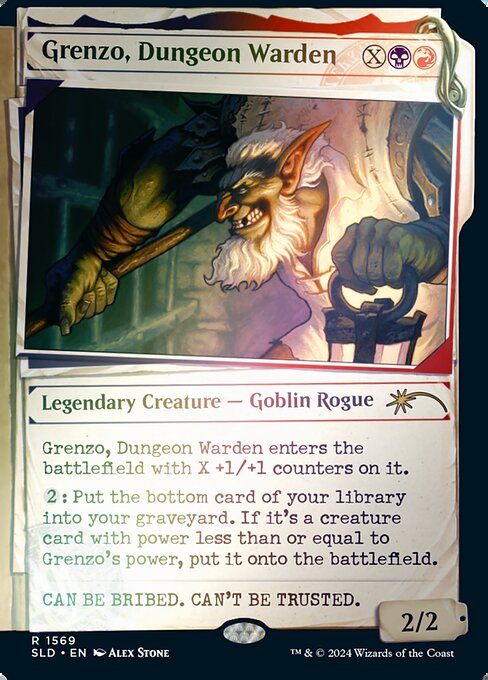 Grenzo, Dungeon Warden X
Legendary Creature — Goblin Rogue
Grenzo, Dungeon Warden enters the
battlefield with X +1/+1 counters on it.
2: Put the bottom card of your library
into your graveyard. If it's a creature
card with power less than or equal to
Grenzo's power, put it onto the battlefield.
CAN BE BRIBED. CAN'T BE TRUSTED.
2/2
R 1569
SLD • EN Alex Stone
™ & © 2024 Wizards of the Coast